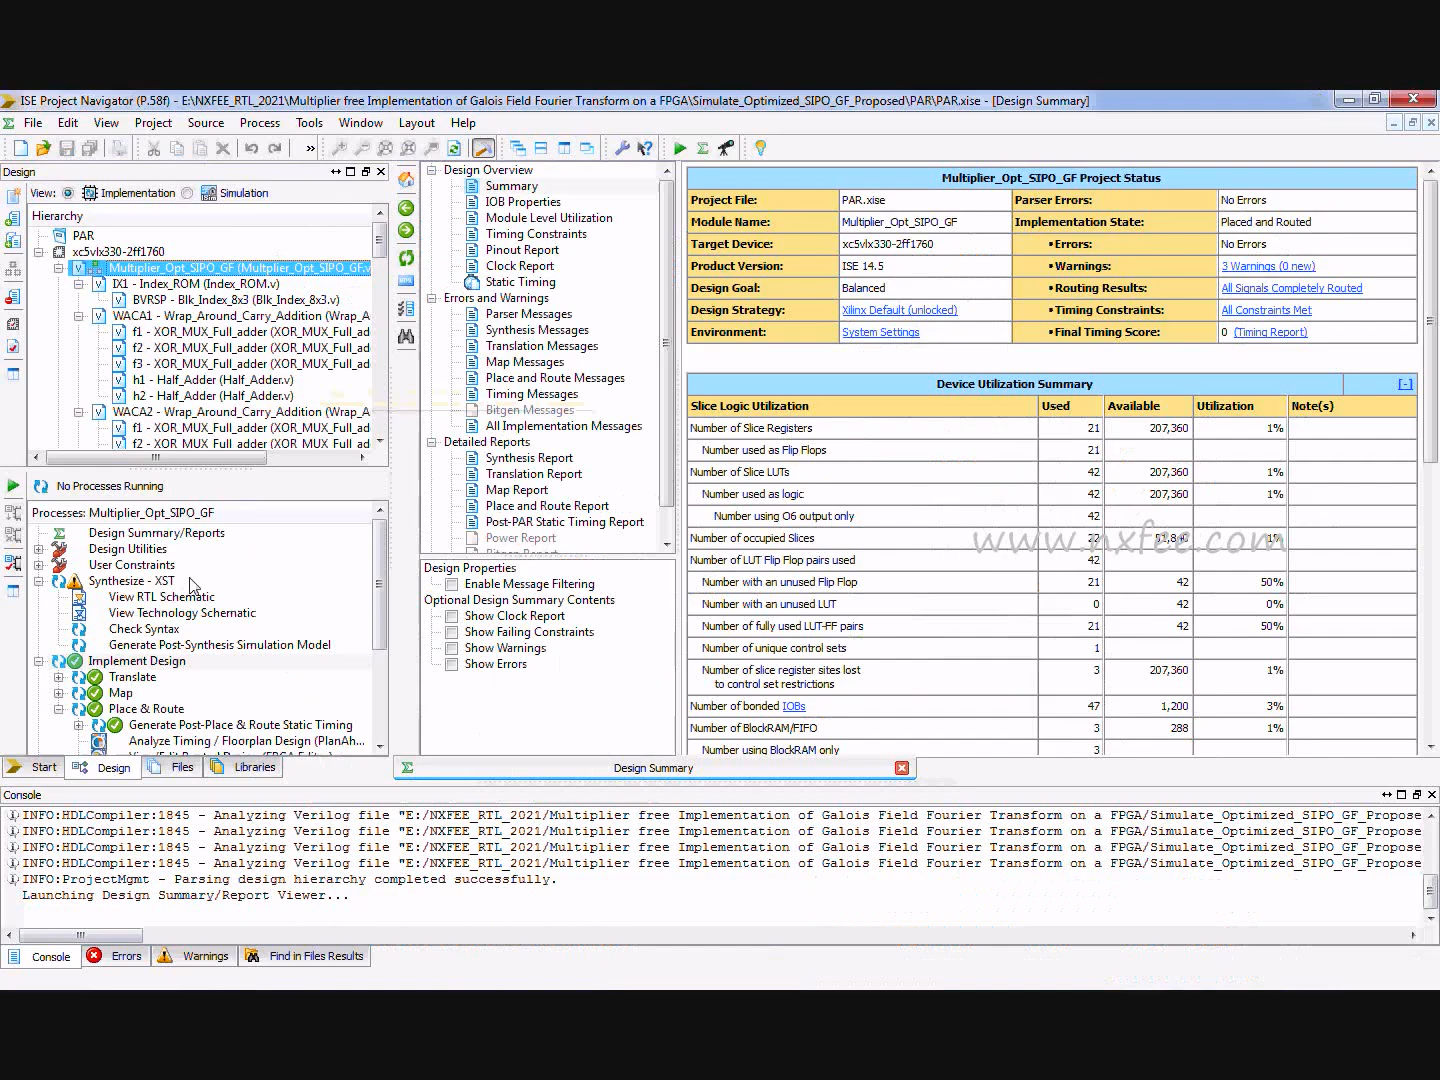 ISE Project Navigator (P.58f) - E:\NXFEE_RTL_2021\Multiplier free Implementation of Galois Field Fourier Transform on a FPGA\Simulate_Optimized_SIPO_GF_Proposed\PAR\PAR.xise - [Design Summary]
File Edit View Project Source Process Tools Window Layout Help
Design
View: Implementation Simulation
Hierarchy
PAR
xc5vlx330-2ff1760
Multiplier_Opt_SIPO_GF (Multiplier_Opt_SIPO_GF.v
IX1 - Index_ROM (Index_ROM.v)
BVRSP - Blk_Index_8x3 (Blk_Index_8x3.v)
WACA1 - Wrap_Around_Carry_Addition (Wrap_A
f1 - XOR_MUX_Full_adder (XOR_MUX_Full_ad
f2 - XOR_MUX_Full_adder (XOR_MUX_Full_ad
f3 - XOR_MUX_Full_adder (XOR_MUX_Full_ad
h1 - Half_Adder (Half_Adder.v)
h2 - Half_Adder (Half_Adder.v)
WACA2 - Wrap_Around_Carry_Addition (Wrap_A
f1 - XOR_MUX_Full_adder (XOR_MUX_Full_ad
f2 - XOR_MUX_Full_adder (XOR_MUX_Full_ad
No Processes Running
Processes: Multiplier_Opt_SIPO_GF
Design Summary/Reports
Design Utilities
User Constraints
Synthesize - XST
View RTL Schematic
View Technology Schematic
Check Syntax
Generate Post-Synthesis Simulation Model
Implement Design
Translate
Map
Place & Route
Generate Post-Place & Route Static Timing
Analyze Timing / Floorplan Design (PlanAh...
Start Design Files Libraries
Design Overview
Summary
IOB Properties
Module Level Utilization
Timing Constraints
Pinout Report
Clock Report
Static Timing
Errors and Warnings
Parser Messages
Synthesis Messages
Translation Messages
Map Messages
Place and Route Messages
Timing Messages
Bitgen Messages
All Implementation Messages
Detailed Reports
Synthesis Report
Translation Report
Map Report
Place and Route Report
Post-PAR Static Timing Report
Power Report
Bitgen Report
Design Properties
Enable Message Filtering
Optional Design Summary Contents
Show Clock Report
Show Failing Constraints
Show Warnings
Show Errors
Multiplier_Opt_SIPO_GF Project Status
Project File: PAR.xise Parser Errors: No Errors
Module Name: Multiplier_Opt_SIPO_GF Implementation State: Placed and Routed
Target Device: xc5vlx330-2ff1760 •Errors: No Errors
Product Version: ISE 14.5 •Warnings: 3 Warnings (0 new)
Design Goal: Balanced •Routing Results: All Signals Completely Routed
Design Strategy: Xilinx Default (unlocked) •Timing Constraints: All Constraints Met
Environment: System Settings •Final Timing Score: 0 (Timing Report)
Device Utilization Summary [-]
Slice Logic Utilization Used Available Utilization Note(s)
Number of Slice Registers 21 207,360 1%
Number used as Flip Flops 21
Number of Slice LUTs 42 207,360 1%
Number used as logic 42 207,360 1%
Number using O6 output only 42
Number of occupied Slices 22 51,840 1%
Number of LUT Flip Flop pairs used 42
Number with an unused Flip Flop 21 42 50%
Number with an unused LUT 0 42 0%
Number of fully used LUT-FF pairs 21 42 50%
Number of unique control sets 1
Number of slice register sites lost 3 207,360 1%
to control set restrictions
Number of bonded IOBs 47 1,200 3%
Number of BlockRAM/FIFO 3 288 1%
Number using BlockRAM only 3
www.nxfee.com
Design Summary
Console
INFO:HDLCompiler:1845 - Analyzing Verilog file "E:/NXFEE_RTL_2021/Multiplier free Implementation of Galois Field Fourier Transform on a FPGA/Simulate_Optimized_SIPO_GF_Propose
INFO:HDLCompiler:1845 - Analyzing Verilog file "E:/NXFEE_RTL_2021/Multiplier free Implementation of Galois Field Fourier Transform on a FPGA/Simulate_Optimized_SIPO_GF_Propose
INFO:HDLCompiler:1845 - Analyzing Verilog file "E:/NXFEE_RTL_2021/Multiplier free Implementation of Galois Field Fourier Transform on a FPGA/Simulate_Optimized_SIPO_GF_Propose
INFO:HDLCompiler:1845 - Analyzing Verilog file "E:/NXFEE_RTL_2021/Multiplier free Implementation of Galois Field Fourier Transform on a FPGA/Simulate_Optimized_SIPO_GF_Propose
INFO:ProjectMgmt - Parsing design hierarchy completed successfully.
Launching Design Summary/Report Viewer...
Console Errors Warnings Find in Files Results